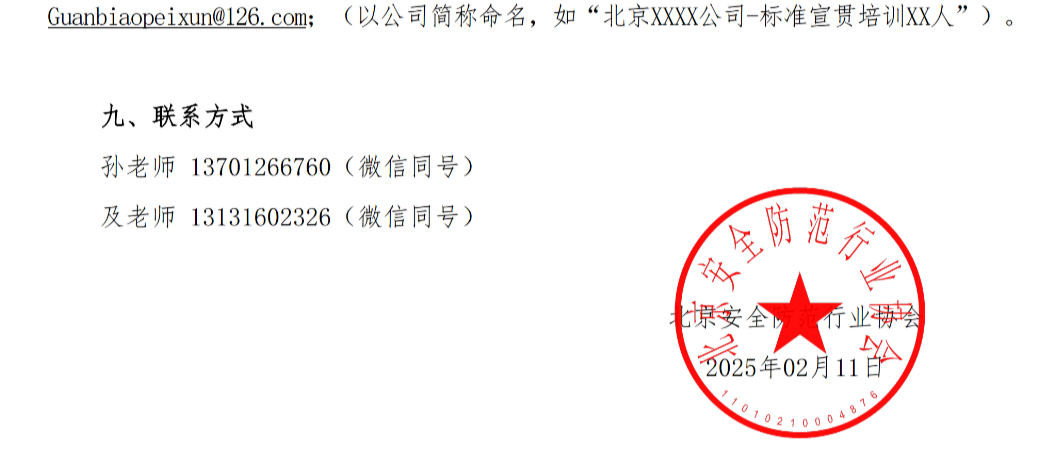 Guanbiaopeixun@126.com；（以公司简称命名，如“北京XXXX公司-标准宣贯培训XX人”）。
九、联系方式
孙老师 13701266760（微信同号）
及老师 13131602326（微信同号）
北京安全防范行业协会
北京安全防范行业协会
2025年02月11日
11010210004876